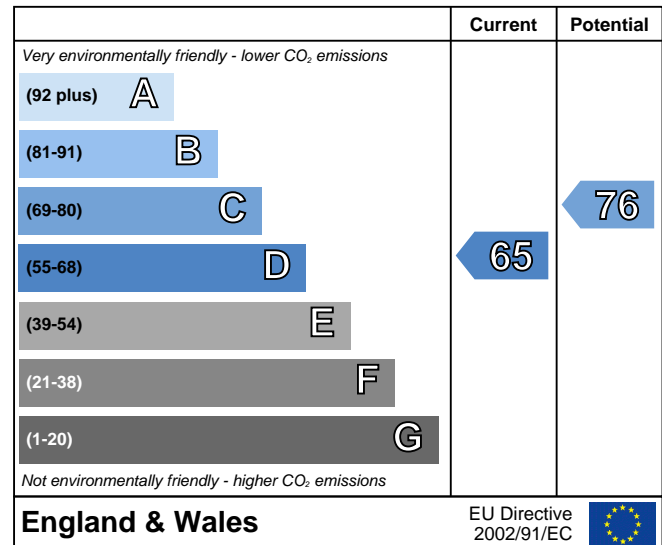 Current Potential
Very environmentally friendly - lower CO₂ emissions
(92 plus) A
(81-91) B
(69-80) C
76
(55-68) D
65
(39-54) E
(21-38) F
(1-20) G
Not environmentally friendly - higher CO₂ emissions
England & Wales
EU Directive
2002/91/EC